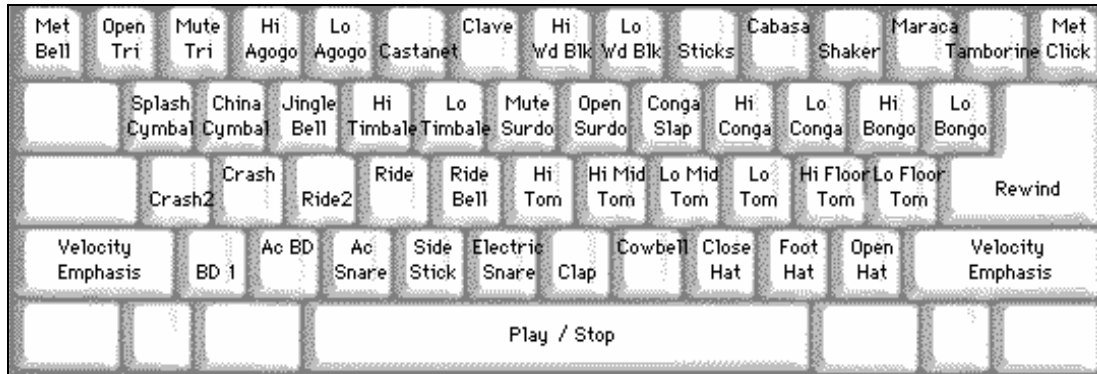 Met Bell Open Tri Mute Tri Hi Agogo Lo Agogo Castanet Clave Hi Wd Blk Lo Wd Blk Sticks Cabasa Shaker Maraca Tamborine Met Click
Splash Cymbal China Cymbal Jingle Bell Hi Timbale Lo Timbale Mute Surdo Open Surdo Conga Slap Hi Conga Lo Conga Hi Bongo Lo Bongo
Crash2 Crash Ride2 Ride Ride Bell Hi Tom Hi Mid Tom Lo Mid Tom Lo Tom Hi Floor Tom Lo Floor Tom Rewind
Velocity Emphasis BD 1 Ac BD Ac Snare Side Stick Electric Snare Clap Cowbell Close Hat Foot Hat Open Hat Velocity Emphasis
Play / Stop